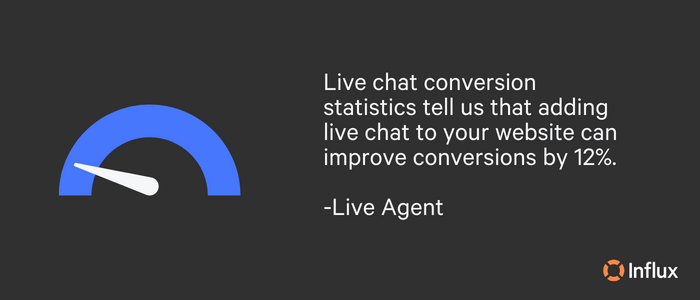 Live chat conversion
statistics tell us that adding
live chat to your website can
improve conversions by 12%.
-Live Agent
Influx